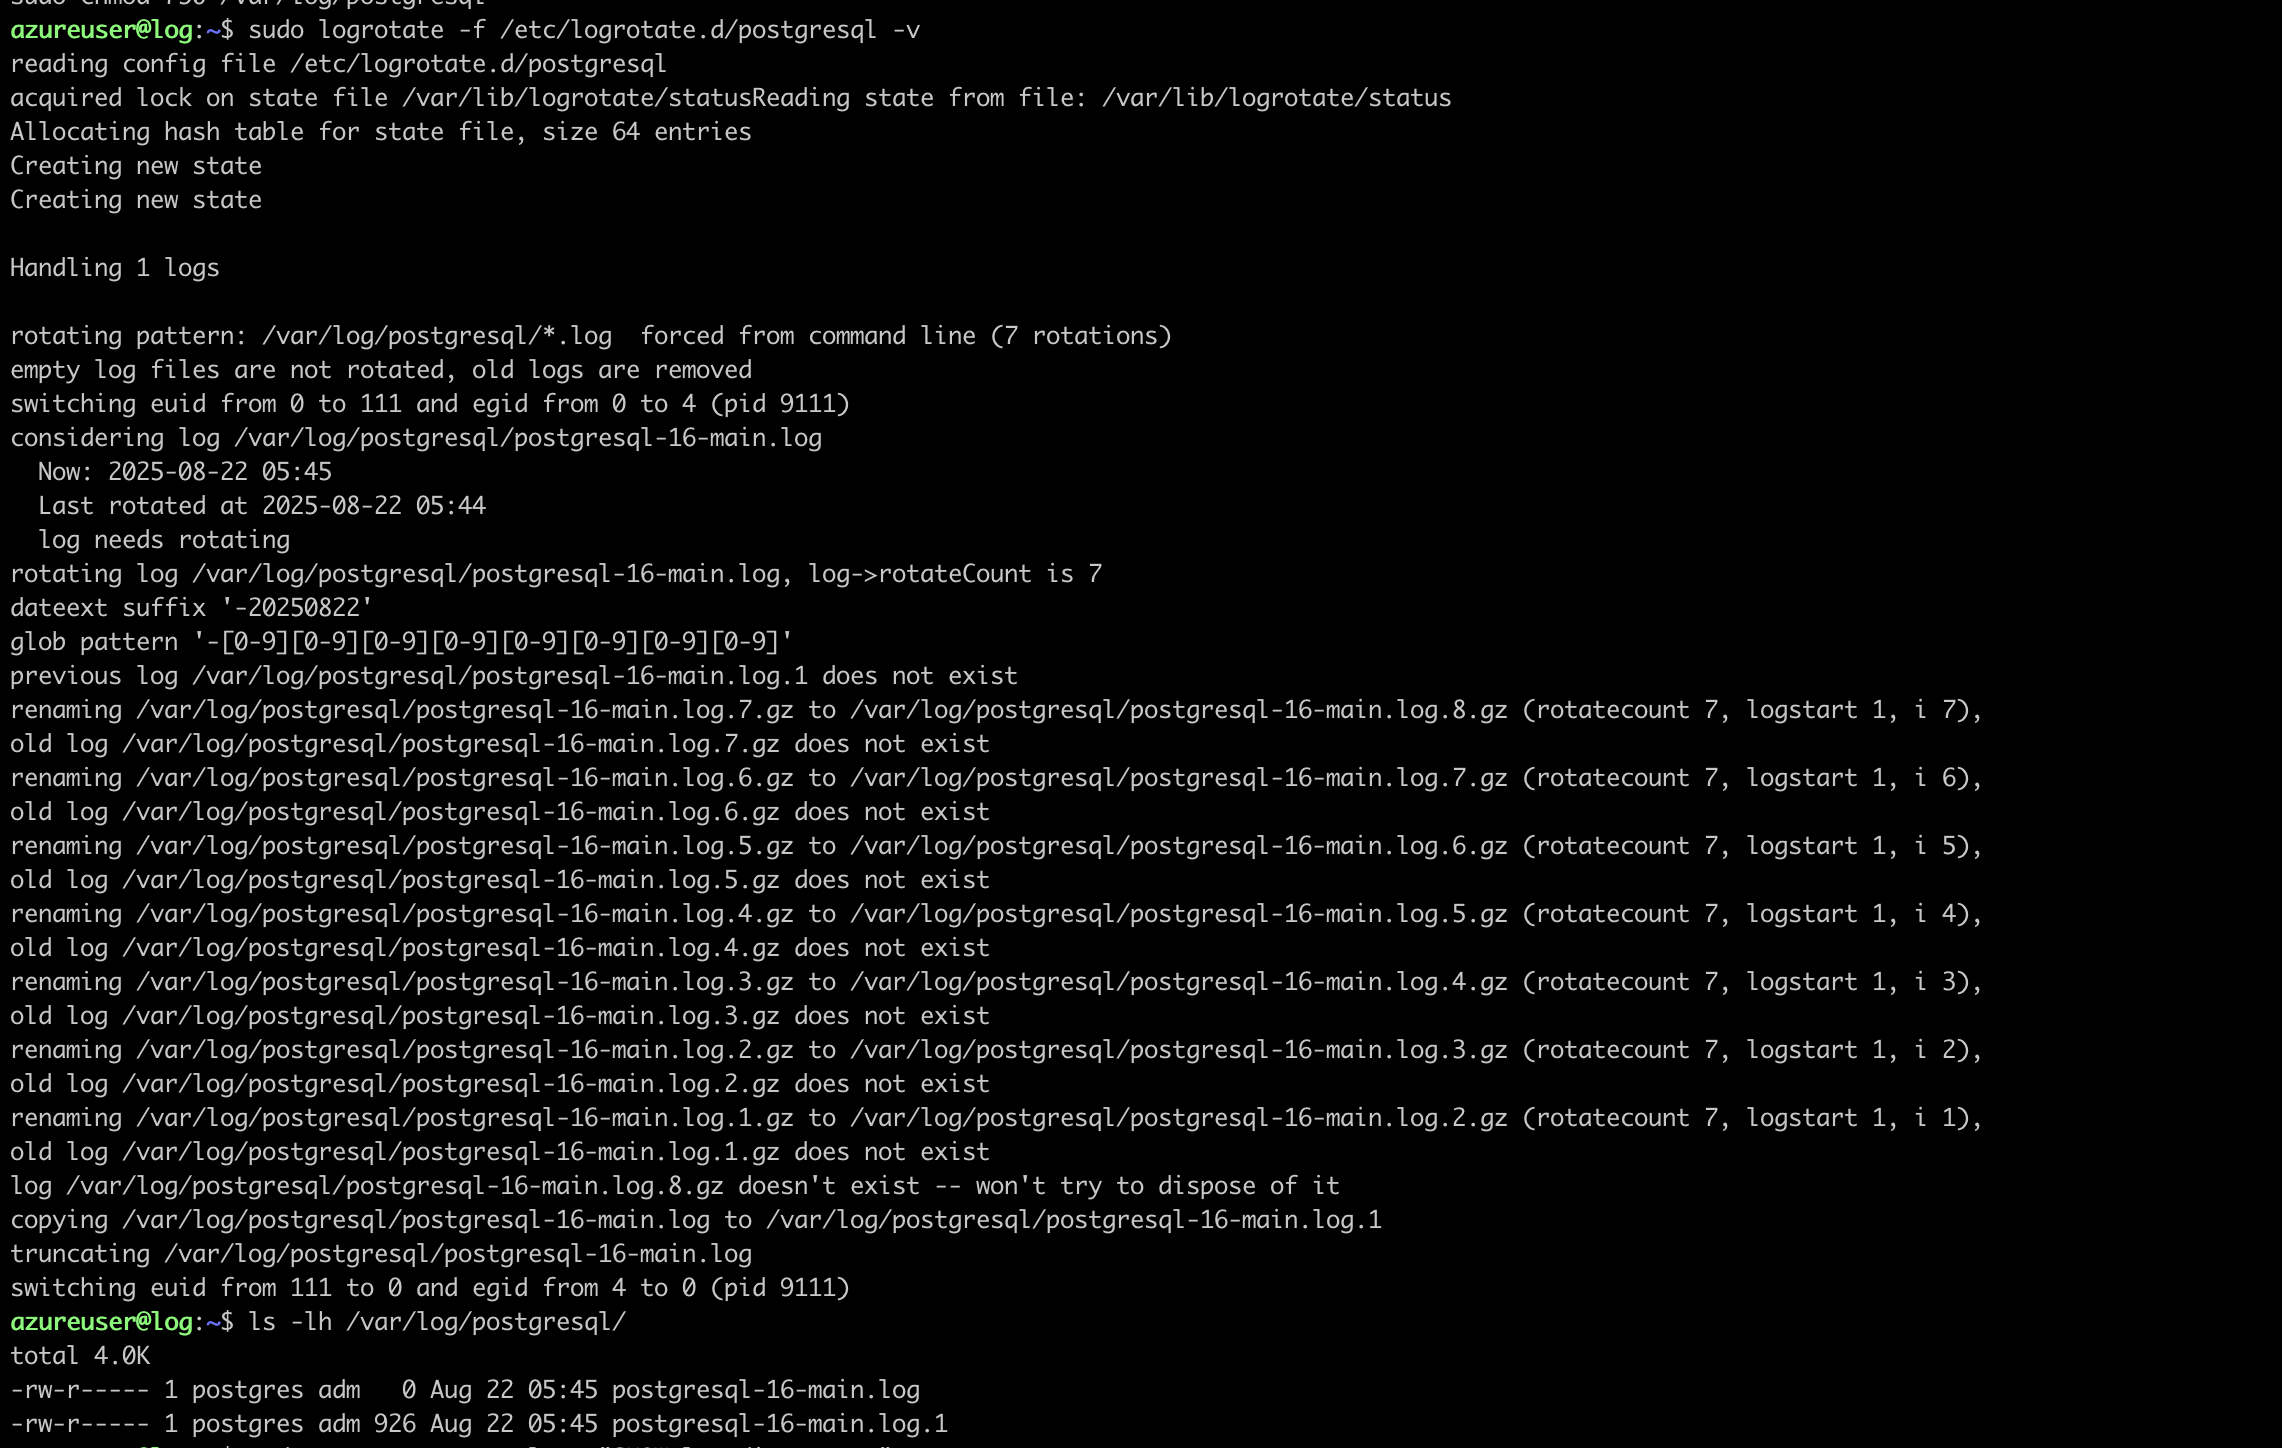 sudo chmod 750 /var/log/postgresql
azureuser@log:~$ sudo logrotate -f /etc/logrotate.d/postgresql -v
reading config file /etc/logrotate.d/postgresql
acquired lock on state file /var/lib/logrotate/statusReading state from file: /var/lib/logrotate/status
Allocating hash table for state file, size 64 entries
Creating new state
Creating new state
Handling 1 logs
rotating pattern: /var/log/postgresql/*.log  forced from command line (7 rotations)
empty log files are not rotated, old logs are removed
switching euid from 0 to 111 and egid from 0 to 4 (pid 9111)
considering log /var/log/postgresql/postgresql-16-main.log
  Now: 2025-08-22 05:45
  Last rotated at 2025-08-22 05:44
  log needs rotating
rotating log /var/log/postgresql/postgresql-16-main.log, log->rotateCount is 7
dateext suffix '-20250822'
glob pattern '-[0-9][0-9][0-9][0-9][0-9][0-9][0-9][0-9]'
previous log /var/log/postgresql/postgresql-16-main.log.1 does not exist
renaming /var/log/postgresql/postgresql-16-main.log.7.gz to /var/log/postgresql/postgresql-16-main.log.8.gz (rotatecount 7, logstart 1, i 7),
old log /var/log/postgresql/postgresql-16-main.log.7.gz does not exist
renaming /var/log/postgresql/postgresql-16-main.log.6.gz to /var/log/postgresql/postgresql-16-main.log.7.gz (rotatecount 7, logstart 1, i 6),
old log /var/log/postgresql/postgresql-16-main.log.6.gz does not exist
renaming /var/log/postgresql/postgresql-16-main.log.5.gz to /var/log/postgresql/postgresql-16-main.log.6.gz (rotatecount 7, logstart 1, i 5),
old log /var/log/postgresql/postgresql-16-main.log.5.gz does not exist
renaming /var/log/postgresql/postgresql-16-main.log.4.gz to /var/log/postgresql/postgresql-16-main.log.5.gz (rotatecount 7, logstart 1, i 4),
old log /var/log/postgresql/postgresql-16-main.log.4.gz does not exist
renaming /var/log/postgresql/postgresql-16-main.log.3.gz to /var/log/postgresql/postgresql-16-main.log.4.gz (rotatecount 7, logstart 1, i 3),
old log /var/log/postgresql/postgresql-16-main.log.3.gz does not exist
renaming /var/log/postgresql/postgresql-16-main.log.2.gz to /var/log/postgresql/postgresql-16-main.log.3.gz (rotatecount 7, logstart 1, i 2),
old log /var/log/postgresql/postgresql-16-main.log.2.gz does not exist
renaming /var/log/postgresql/postgresql-16-main.log.1.gz to /var/log/postgresql/postgresql-16-main.log.2.gz (rotatecount 7, logstart 1, i 1),
old log /var/log/postgresql/postgresql-16-main.log.1.gz does not exist
log /var/log/postgresql/postgresql-16-main.log.8.gz doesn't exist -- won't try to dispose of it
copying /var/log/postgresql/postgresql-16-main.log to /var/log/postgresql/postgresql-16-main.log.1
truncating /var/log/postgresql/postgresql-16-main.log
switching euid from 111 to 0 and egid from 4 to 0 (pid 9111)
azureuser@log:~$ ls -lh /var/log/postgresql/
total 4.0K
-rw-r----- 1 postgres adm   0 Aug 22 05:45 postgresql-16-main.log
-rw-r----- 1 postgres adm 926 Aug 22 05:45 postgresql-16-main.log.1